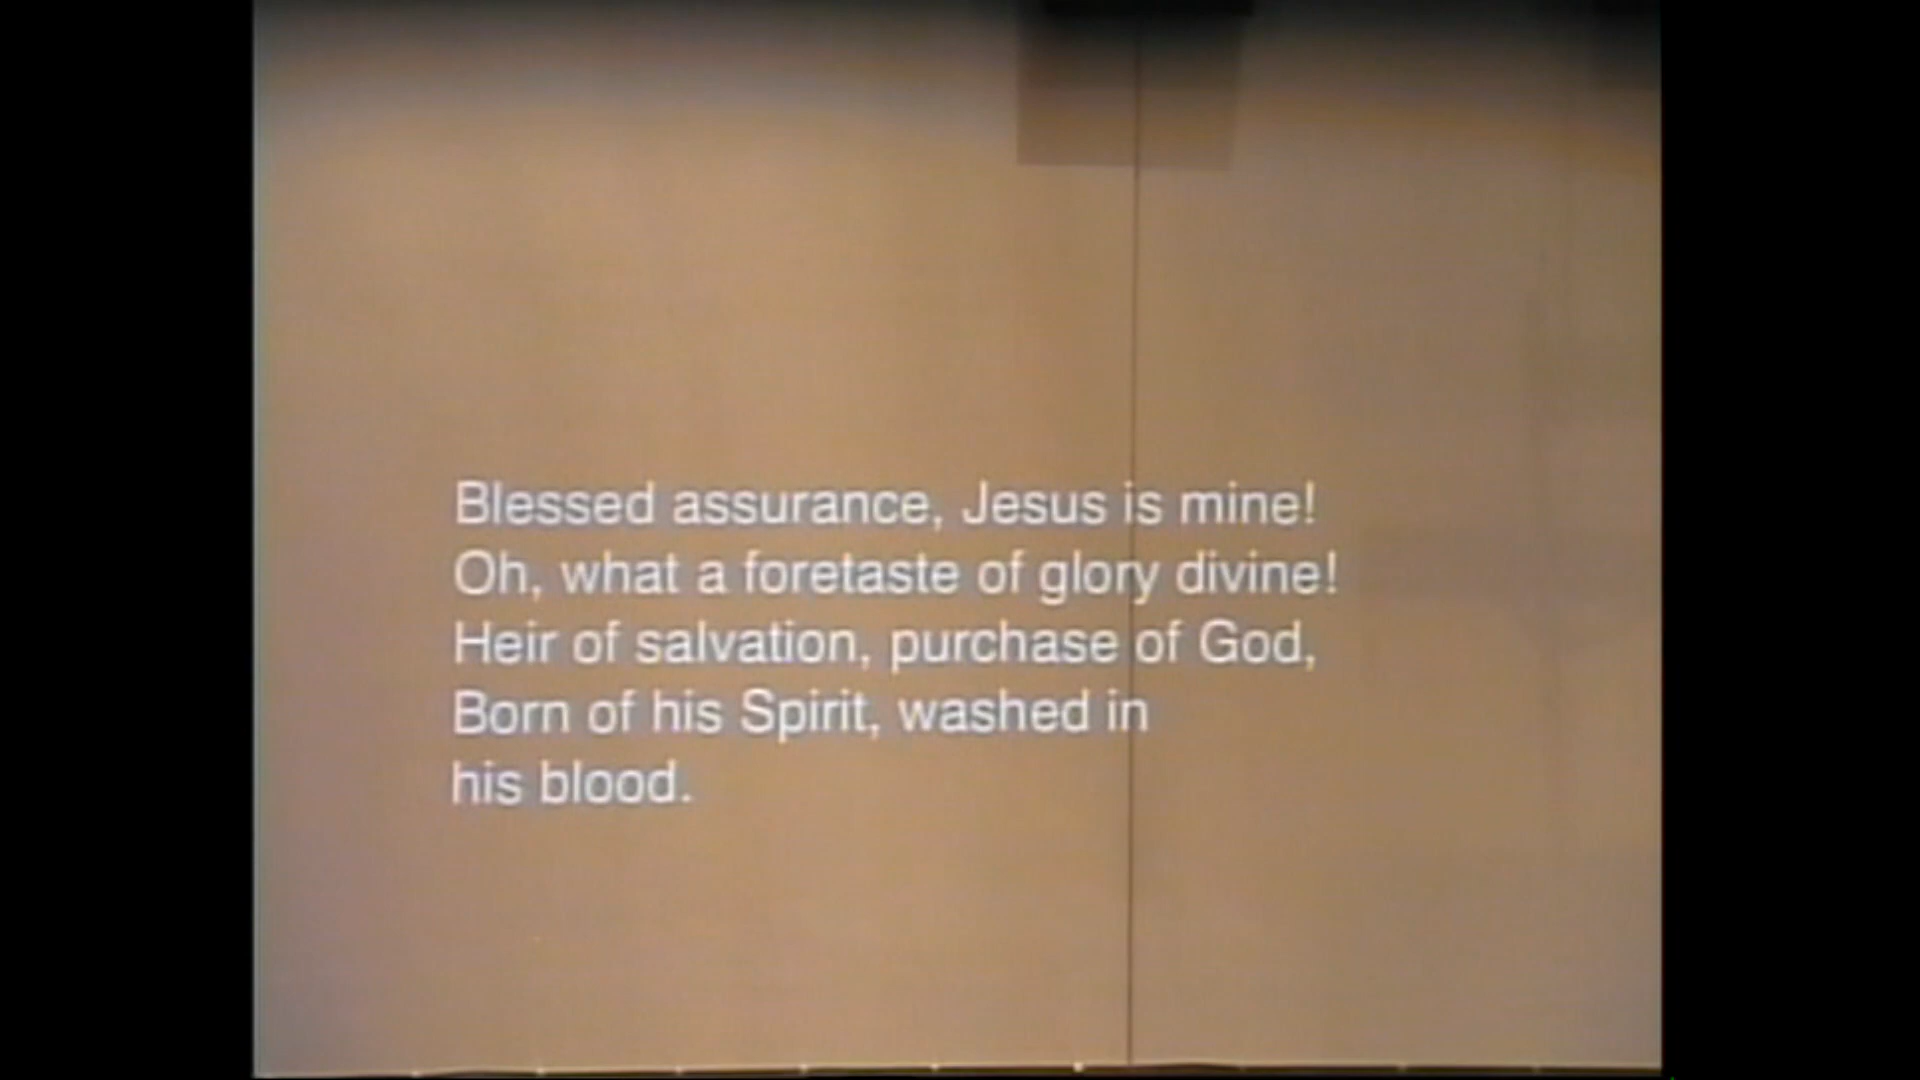 Blessed assurance, Jesus is mine!
Oh, what a foretaste of glory divine!
Heir of salvation, purchase of God,
Born of his Spirit, washed in
his blood.